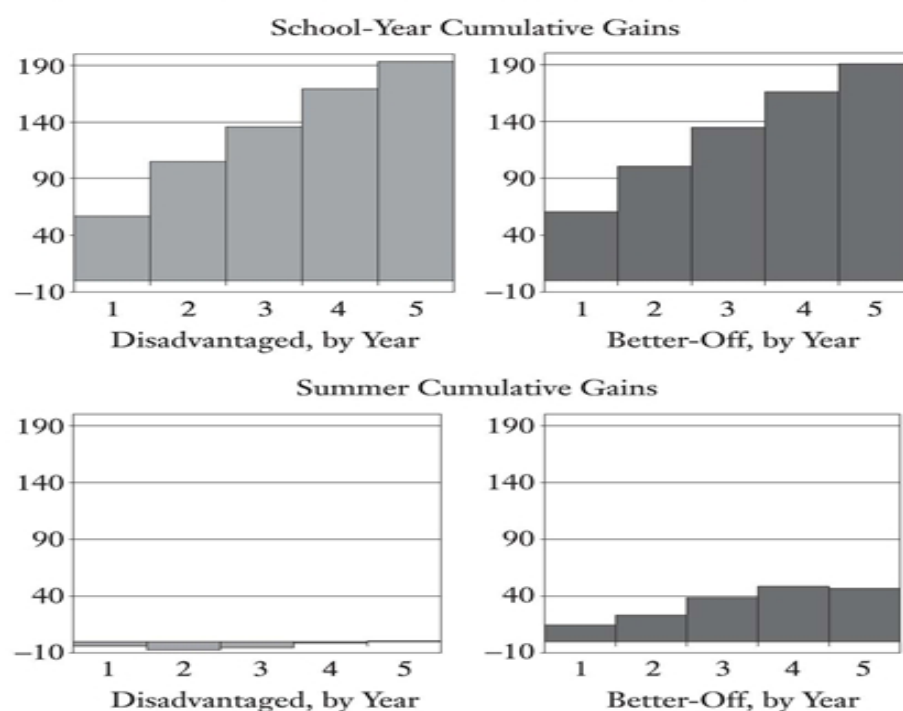 School-Year Cumulative Gains
190
140
90
40
–10
1 2 3 4 5
Disadvantaged, by Year
190
140
90
40
–10
1 2 3 4 5
Better-Off, by Year
Summer Cumulative Gains
190
140
90
40
–10
1 2 3 4 5
Disadvantaged, by Year
190
140
90
40
–10
1 2 3 4 5
Better-Off, by Year